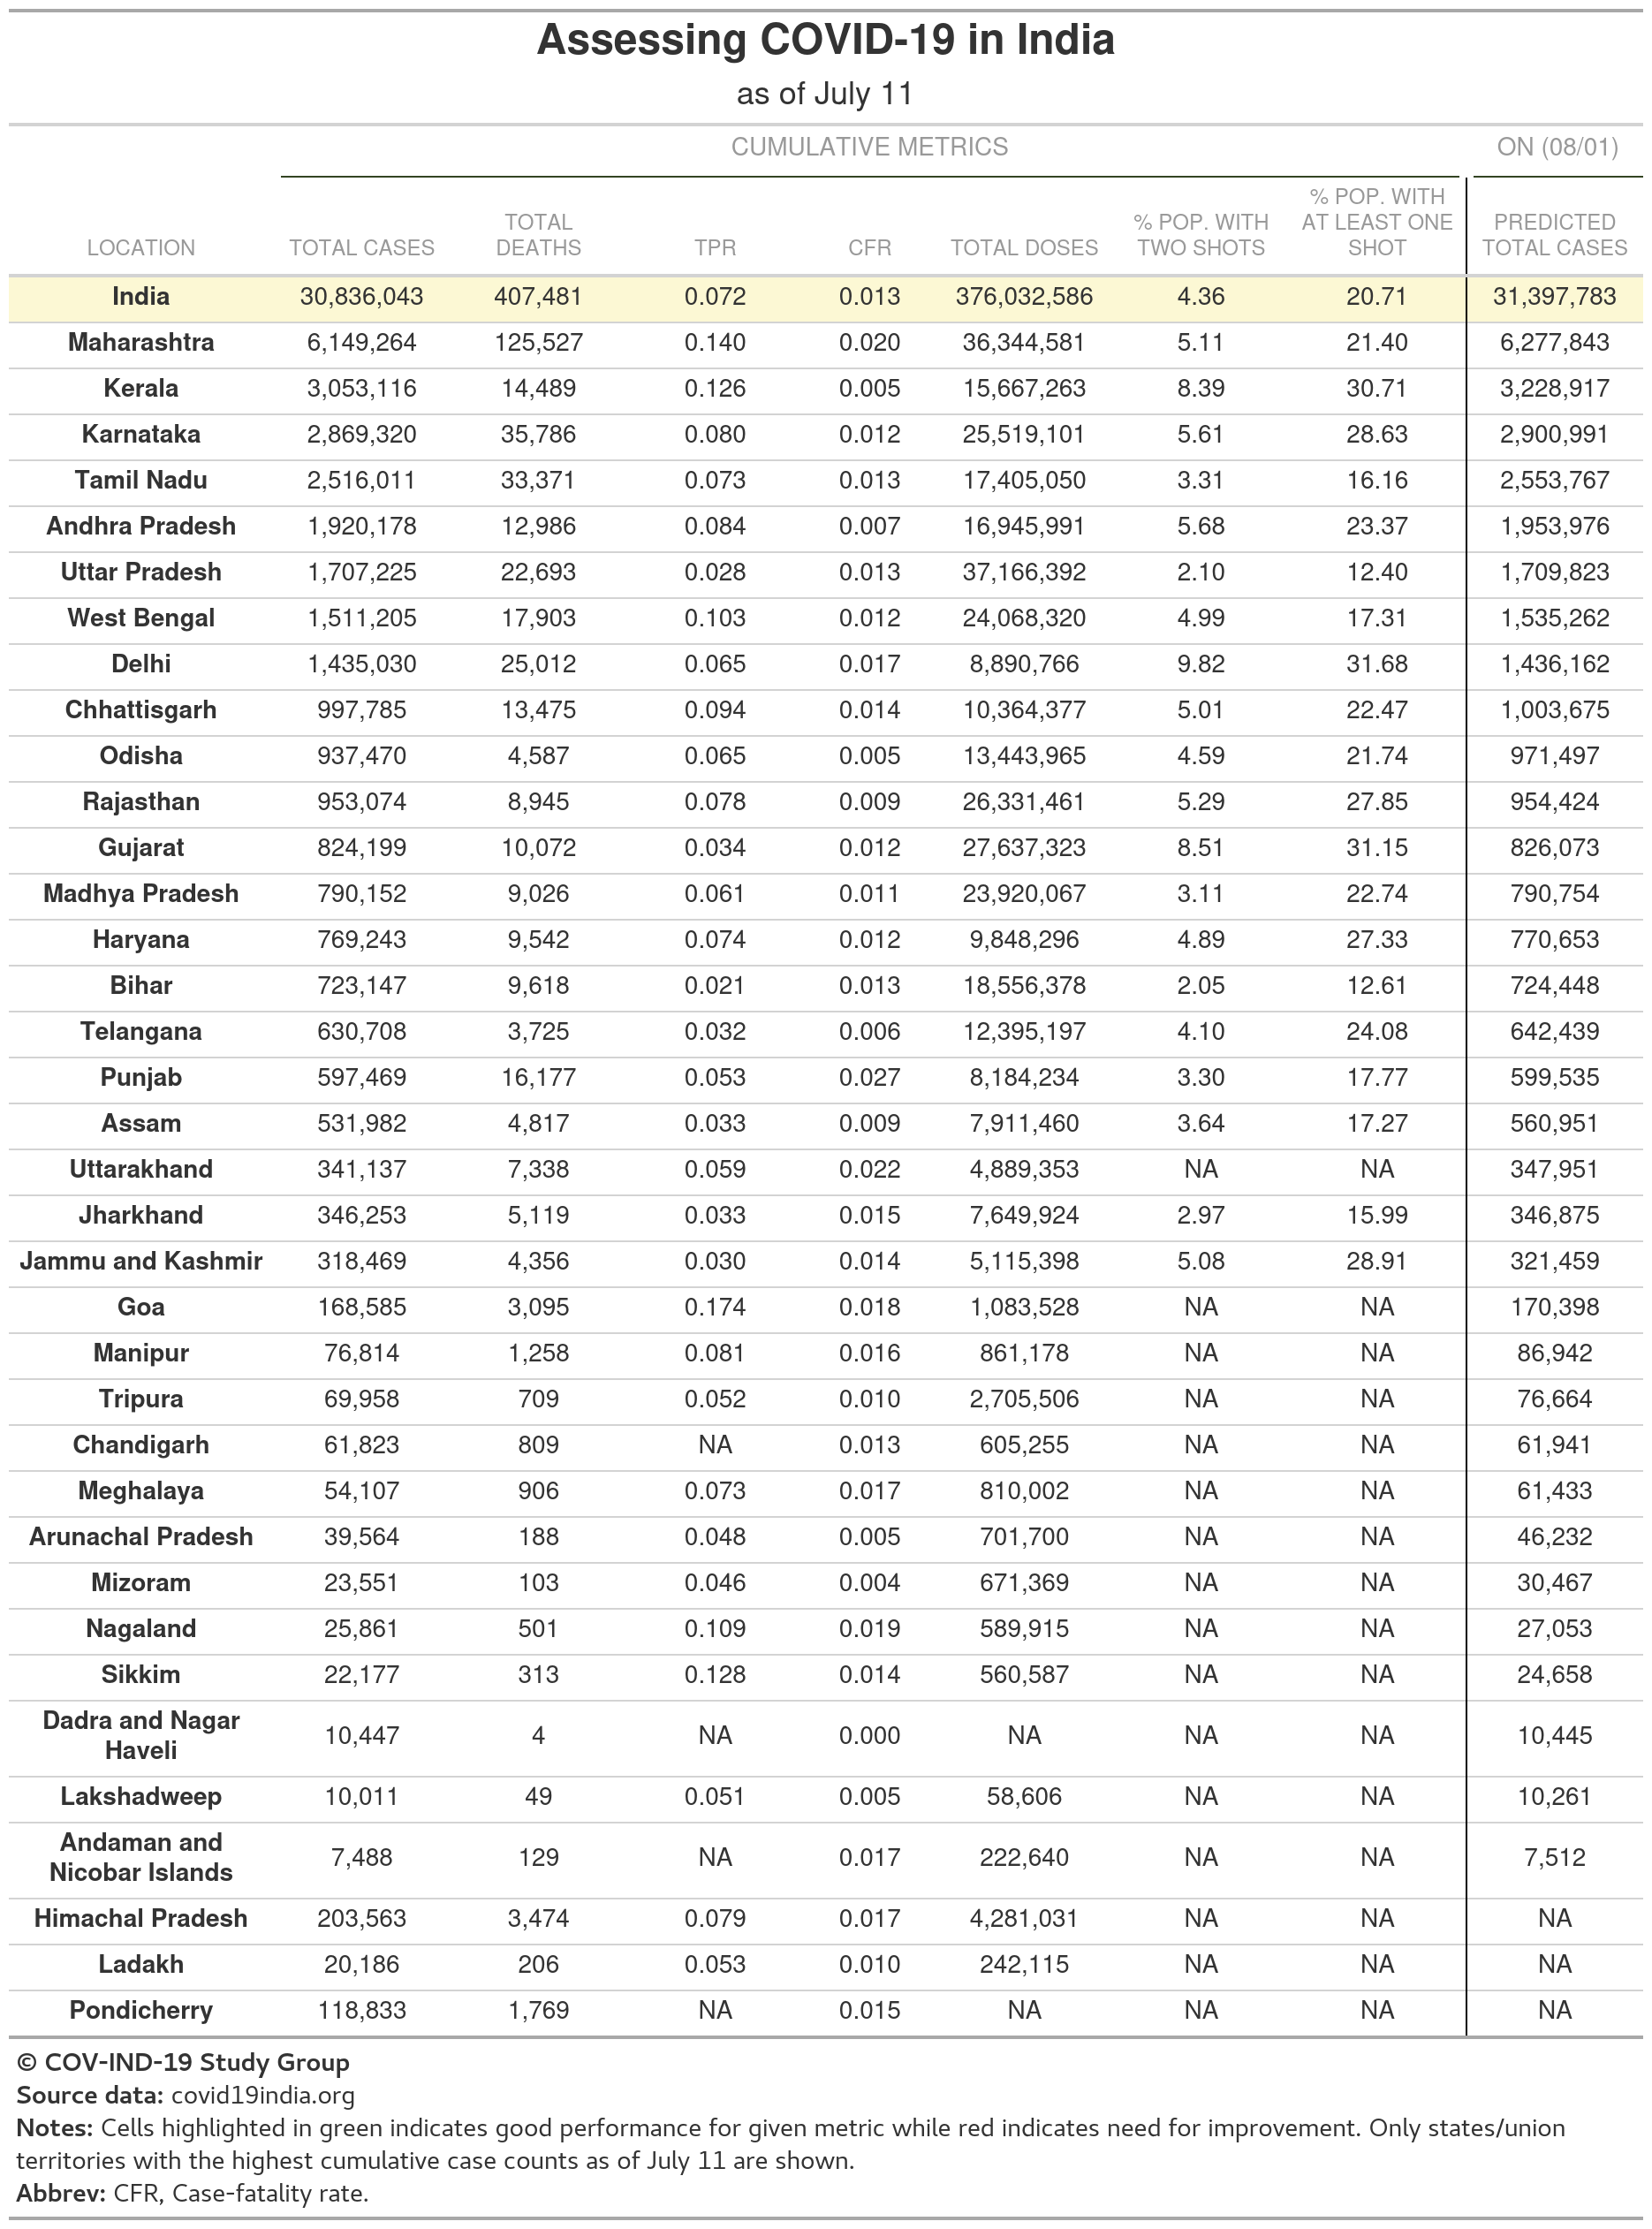 Assessing COVID-19 in India
as of July 11
CUMULATIVE METRICS ON (08/01)
LOCATION TOTAL CASES TOTAL DEATHS TPR CFR TOTAL DOSES % POP. WITH TWO SHOTS % POP. WITH AT LEAST ONE SHOT PREDICTED TOTAL CASES
India 30,836,043 407,481 0.072 0.013 376,032,586 4.36 20.71 31,397,783
Maharashtra 6,149,264 125,527 0.140 0.020 36,344,581 5.11 21.40 6,277,843
Kerala 3,053,116 14,489 0.126 0.005 15,667,263 8.39 30.71 3,228,917
Karnataka 2,869,320 35,786 0.080 0.012 25,519,101 5.61 28.63 2,900,991
Tamil Nadu 2,516,011 33,371 0.073 0.013 17,405,050 3.31 16.16 2,553,767
Andhra Pradesh 1,920,178 12,986 0.084 0.007 16,945,991 5.68 23.37 1,953,976
Uttar Pradesh 1,707,225 22,693 0.028 0.013 37,166,392 2.10 12.40 1,709,823
West Bengal 1,511,205 17,903 0.103 0.012 24,068,320 4.99 17.31 1,535,262
Delhi 1,435,030 25,012 0.065 0.017 8,890,766 9.82 31.68 1,436,162
Chhattisgarh 997,785 13,475 0.094 0.014 10,364,377 5.01 22.47 1,003,675
Odisha 937,470 4,587 0.065 0.005 13,443,965 4.59 21.74 971,497
Rajasthan 953,074 8,945 0.078 0.009 26,331,461 5.29 27.85 954,424
Gujarat 824,199 10,072 0.034 0.012 27,637,323 8.51 31.15 826,073
Madhya Pradesh 790,152 9,026 0.061 0.011 23,920,067 3.11 22.74 790,754
Haryana 769,243 9,542 0.074 0.012 9,848,296 4.89 27.33 770,653
Bihar 723,147 9,618 0.021 0.013 18,556,378 2.05 12.61 724,448
Telangana 630,708 3,725 0.032 0.006 12,395,197 4.10 24.08 642,439
Punjab 597,469 16,177 0.053 0.027 8,184,234 3.30 17.77 599,535
Assam 531,982 4,817 0.033 0.009 7,911,460 3.64 17.27 560,951
Uttarakhand 341,137 7,338 0.059 0.022 4,889,353 NA NA 347,951
Jharkhand 346,253 5,119 0.033 0.015 7,649,924 2.97 15.99 346,875
Jammu and Kashmir 318,469 4,356 0.030 0.014 5,115,398 5.08 28.91 321,459
Goa 168,585 3,095 0.174 0.018 1,083,528 NA NA 170,398
Manipur 76,814 1,258 0.081 0.016 861,178 NA NA 86,942
Tripura 69,958 709 0.052 0.010 2,705,506 NA NA 76,664
Chandigarh 61,823 809 NA 0.013 605,255 NA NA 61,941
Meghalaya 54,107 906 0.073 0.017 810,002 NA NA 61,433
Arunachal Pradesh 39,564 188 0.048 0.005 701,700 NA NA 46,232
Mizoram 23,551 103 0.046 0.004 671,369 NA NA 30,467
Nagaland 25,861 501 0.109 0.019 589,915 NA NA 27,053
Sikkim 22,177 313 0.128 0.014 560,587 NA NA 24,658
Dadra and Nagar Haveli 10,447 4 NA 0.000 NA NA NA 10,445
Lakshadweep 10,011 49 0.051 0.005 58,606 NA NA 10,261
Andaman and Nicobar Islands 7,488 129 NA 0.017 222,640 NA NA 7,512
Himachal Pradesh 203,563 3,474 0.079 0.017 4,281,031 NA NA NA
Ladakh 20,186 206 0.053 0.010 242,115 NA NA NA
Pondicherry 118,833 1,769 NA 0.015 NA NA NA NA
© COV-IND-19 Study Group
Source data: covid19india.org
Notes: Cells highlighted in green indicates good performance for given metric while red indicates need for improvement. Only states/union
territories with the highest cumulative case counts as of July 11 are shown.
Abbrev: CFR, Case-fatality rate.